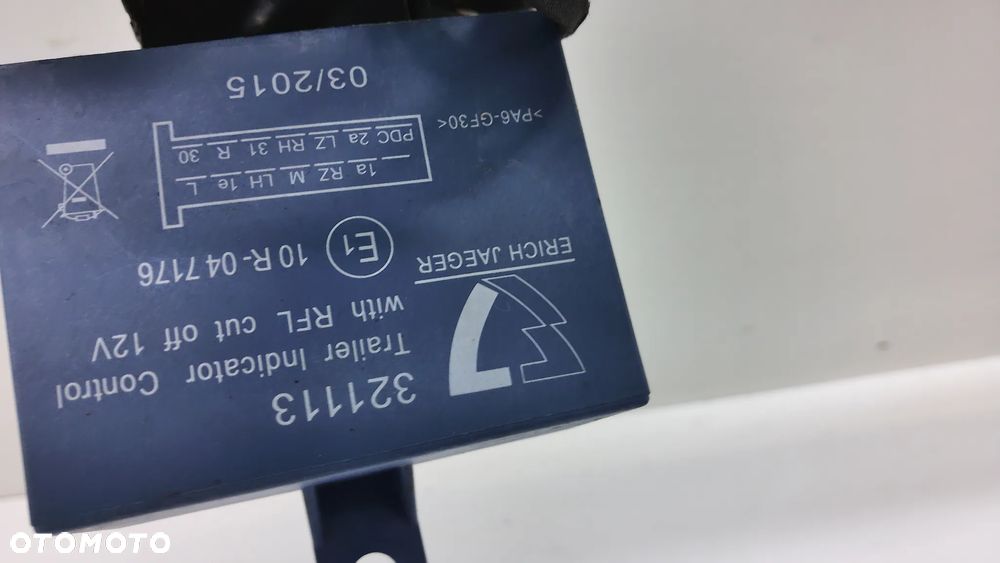 321113
Trailer Indicator Control
with RFL cut off 12V
ERICH JAEGER
E1 10 R-04 7176
1a RZ M LH 1e L
PDC 2a LZ RH 31 R 30
>PA6-GF30<
03/2015
OTOMOTO